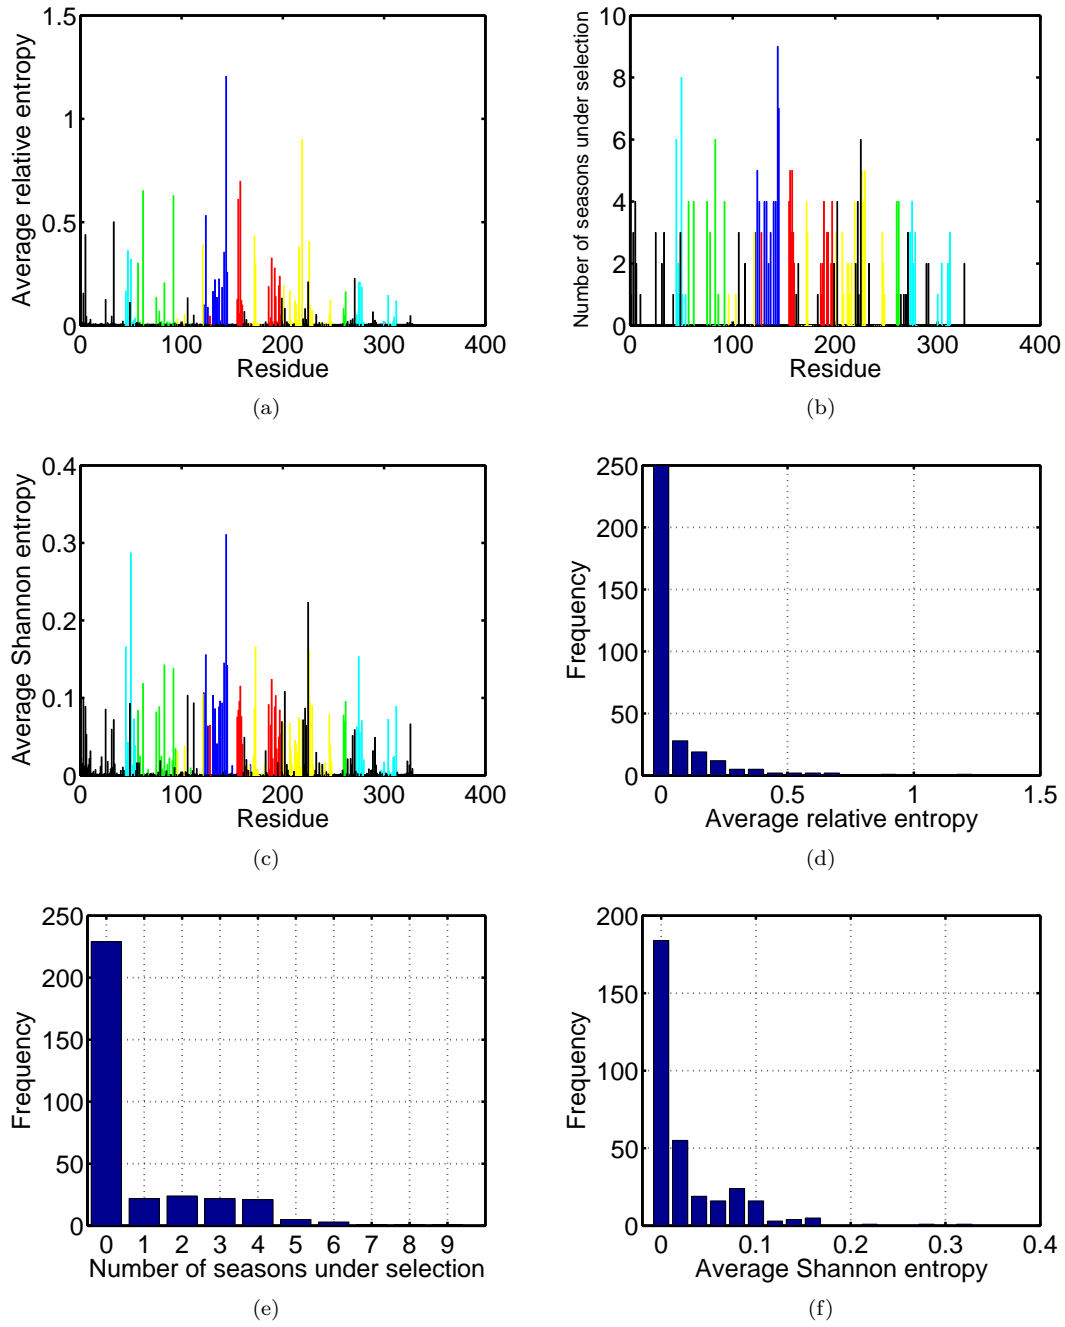 1.5
1
0.5
0
0 100 200 300 400
Average relative entropy
Residue
(a)
10
8
6
4
2
0
0 100 200 300 400
Number of seasons under selection
Residue
(b)
0.4
0.3
0.2
0.1
0
0 100 200 300 400
Average Shannon entropy
Residue
(c)
250
200
150
100
50
0
0 0.5 1 1.5
Frequency
Average relative entropy
(d)
250
200
150
100
50
0
0 1 2 3 4 5 6 7 8 9
Frequency
Number of seasons under selection
(e)
200
150
100
50
0
0 0.1 0.2 0.3 0.4
Frequency
Average Shannon entropy
(f)